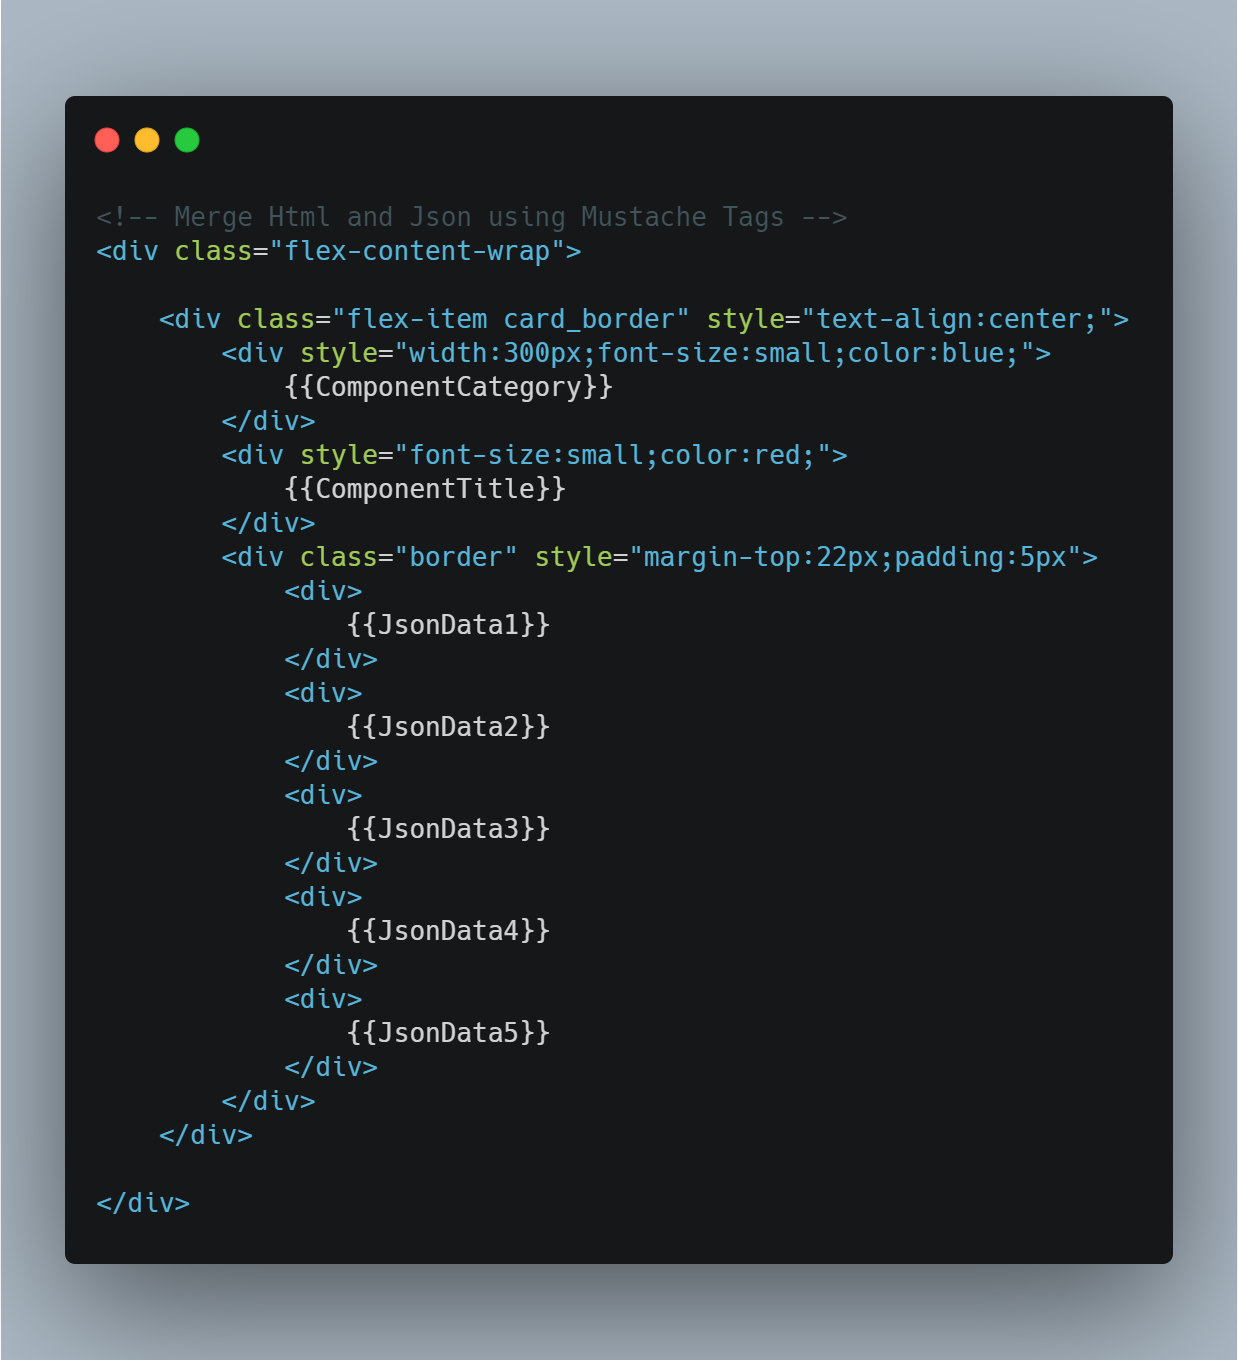 <!-- Merge Html and Json using Mustache Tags -->
<div class="flex-content-wrap">

    <div class="flex-item card_border" style="text-align:center;">
        <div style="width:300px;font-size:small;color:blue;">
            {{ComponentCategory}}
        </div>
        <div style="font-size:small;color:red;">
            {{ComponentTitle}}
        </div>
        <div class="border" style="margin-top:22px;padding:5px">
            <div>
                {{JsonData1}}
            </div>
            <div>
                {{JsonData2}}
            </div>
            <div>
                {{JsonData3}}
            </div>
            <div>
                {{JsonData4}}
            </div>
            <div>
                {{JsonData5}}
            </div>
        </div>
    </div>

</div>